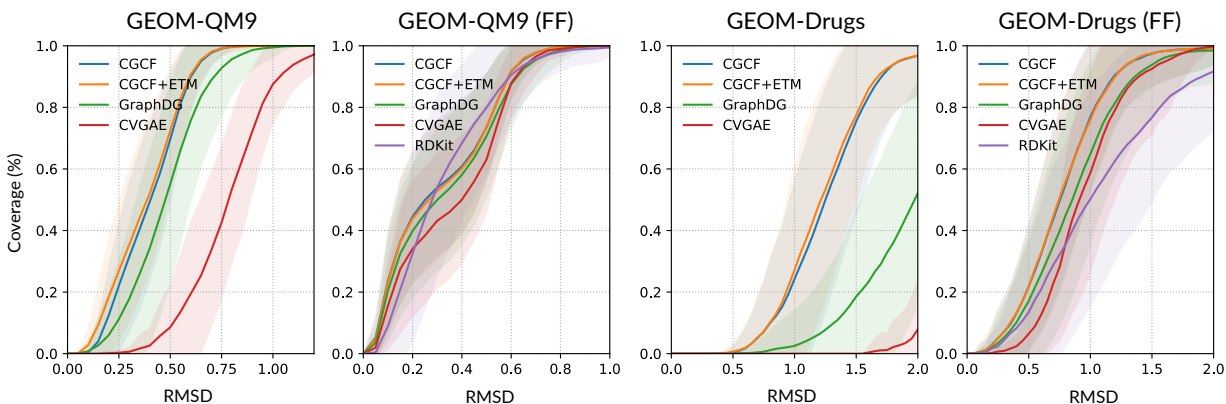 GEOM-QM9
GEOM-QM9 (FF)
GEOM-Drugs
GEOM-Drugs (FF)
Coverage (%)
1.0
0.8
0.6
0.4
0.2
0.0
CGCF
CGCF+ETM
GraphDG
CVGAE
0.00
0.25
0.50
0.75
1.00
RMSD
1.0
0.8
0.6
0.4
0.2
0.0
CGCF
CGCF+ETM
GraphDG
CVGAE
RDKit
0.0
0.2
0.4
0.6
0.8
1.0
RMSD
1.0
0.8
0.6
0.4
0.2
0.0
CGCF
CGCF+ETM
GraphDG
CVGAE
0.0
0.5
1.0
1.5
2.0
RMSD
1.0
0.8
0.6
0.4
0.2
0.0
CGCF
CGCF+ETM
GraphDG
CVGAE
RDKit
0.0
0.5
1.0
1.5
2.0
RMSD